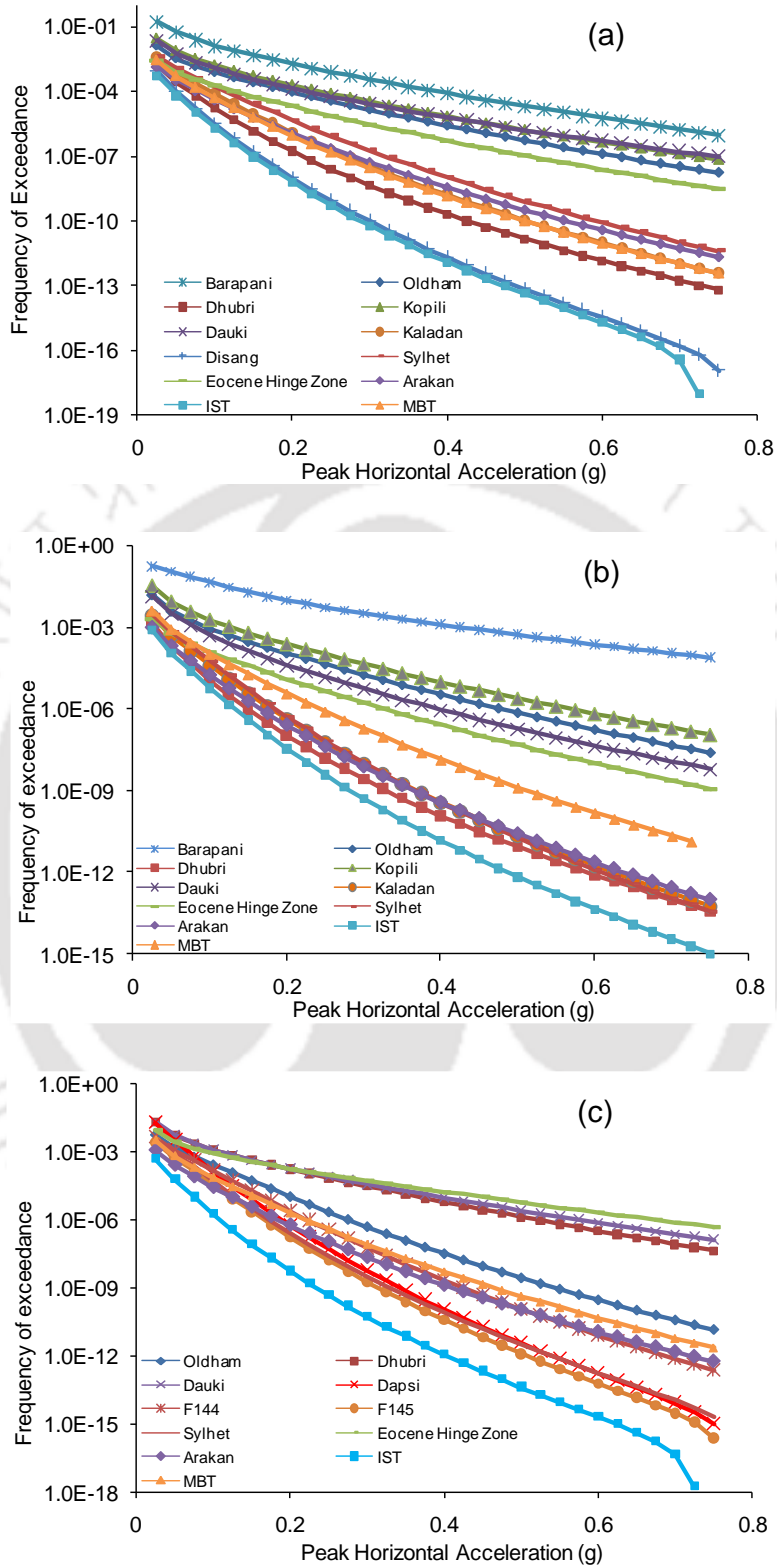 (a)
1.0E-01
1.0E-04
1.0E-07
1.0E-10
1.0E-13
1.0E-16
1.0E-19
Frequency of Exceedance
Barapani Oldham
Dhubri Kopili
Dauki Kaladan
Disang Sylhet
Eocene Hinge Zone Arakan
IST MBT
0 0.2 0.4 0.6 0.8
Peak Horizontal Acceleration (g)
(b)
1.0E+00
1.0E-03
1.0E-06
1.0E-09
1.0E-12
1.0E-15
Frequency of exceedance
Barapani Oldham
Dhubri Kopili
Dauki Kaladan
Eocene Hinge Zone Sylhet
Arakan IST
MBT
0 0.2 0.4 0.6 0.8
Peak Horizontal Acceleration (g)
(c)
1.0E+00
1.0E-03
1.0E-06
1.0E-09
1.0E-12
1.0E-15
1.0E-18
Frequency of exceedance
Oldham Dhubri
Dauki Dapsi
F144 F145
Sylhet Eocene Hinge Zone
Arakan IST
MBT
0 0.2 0.4 0.6 0.8
Peak Horizontal Acceleration (g)